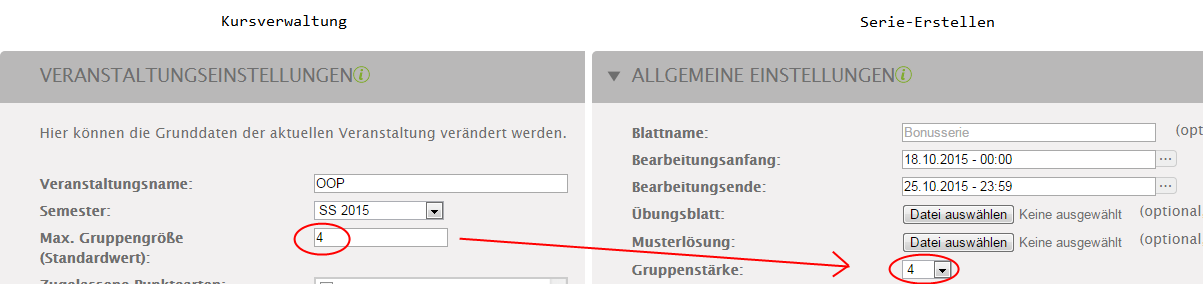 Kursverwaltung
Serie-Erstellen
VERANSTALTUNGSEINSTELLUNGEN i
Hier können die Grunddaten der aktuellen Veranstaltung verändert werden.
Veranstaltungsname: OOP
Semester: SS 2015
Max. Gruppengröße 4
(Standardwert):
Zugelassene Punktearten:
ALLGEMEINE EINSTELLUNGEN i
Blattname: Bonusserie (opt
Bearbeitungsanfang: 18.10.2015 - 00:00 ...
Bearbeitungsende: 25.10.2015 - 23:59 ...
Übungsblatt: Datei auswählen Keine ausgewählt (optional
Musterlösung: Datei auswählen Keine ausgewählt (optional
Gruppenstärke: 4